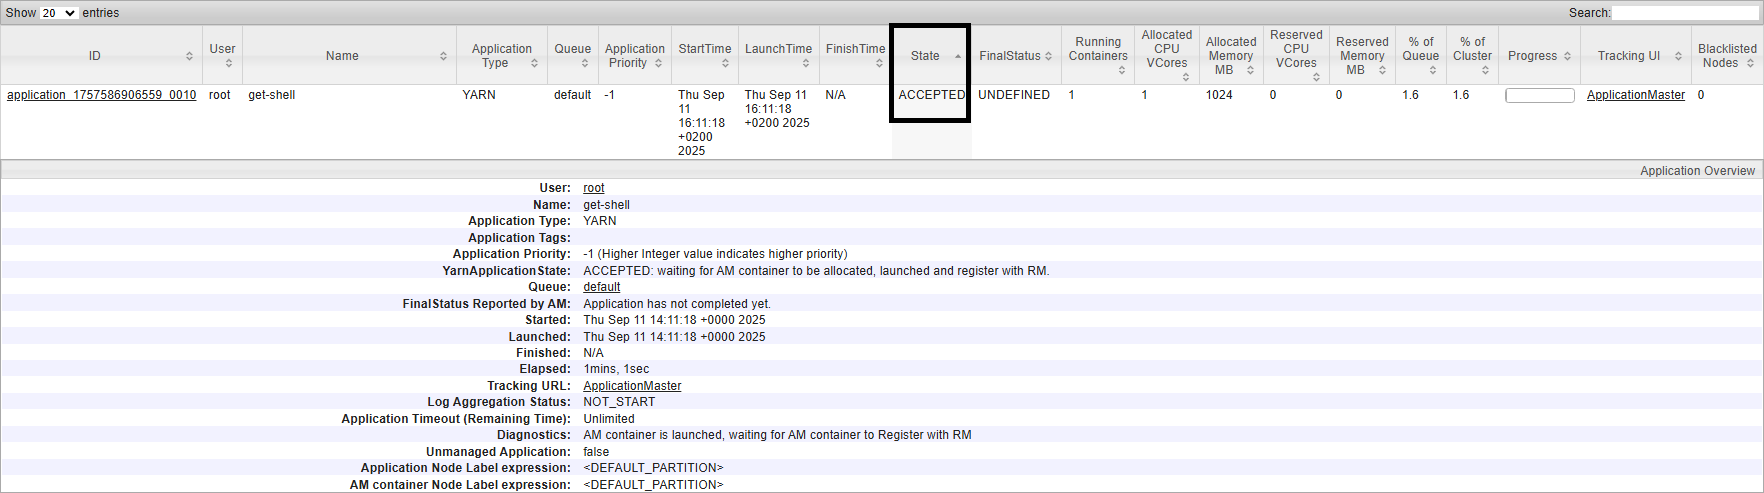 Show 20 entries Search:
ID User Name Application Type Queue Application Priority StartTime LaunchTime FinishTime State FinalStatus Running Containers Allocated CPU VCores Allocated Memory MB Reserved CPU VCores Reserved Memory MB % of Queue % of Cluster Progress Tracking UI Blacklisted Nodes
application_1757586906559_0010 root get-shell YARN default -1 Thu Sep 11 16:11:18 +0200 2025 Thu Sep 11 16:11:18 +0200 2025 N/A ACCEPTED UNDEFINED 1 1 1024 0 0 1.6 1.6 ApplicationMaster 0
Application Overview
User: root
Name: get-shell
Application Type: YARN
Application Tags:
Application Priority: -1 (Higher Integer value indicates higher priority)
YarnApplicationState: ACCEPTED: waiting for AM container to be allocated, launched and register with RM.
Queue: default
FinalStatus Reported by AM: Application has not completed yet.
Started: Thu Sep 11 14:11:18 +0000 2025
Launched: Thu Sep 11 14:11:18 +0000 2025
Finished: N/A
Elapsed: 1mins, 1sec
Tracking URL: ApplicationMaster
Log Aggregation Status: NOT_START
Application Timeout (Remaining Time): Unlimited
Diagnostics: AM container is launched, waiting for AM container to Register with RM
Unmanaged Application: false
Application Node Label expression: <DEFAULT_PARTITION>
AM container Node Label expression: <DEFAULT_PARTITION>